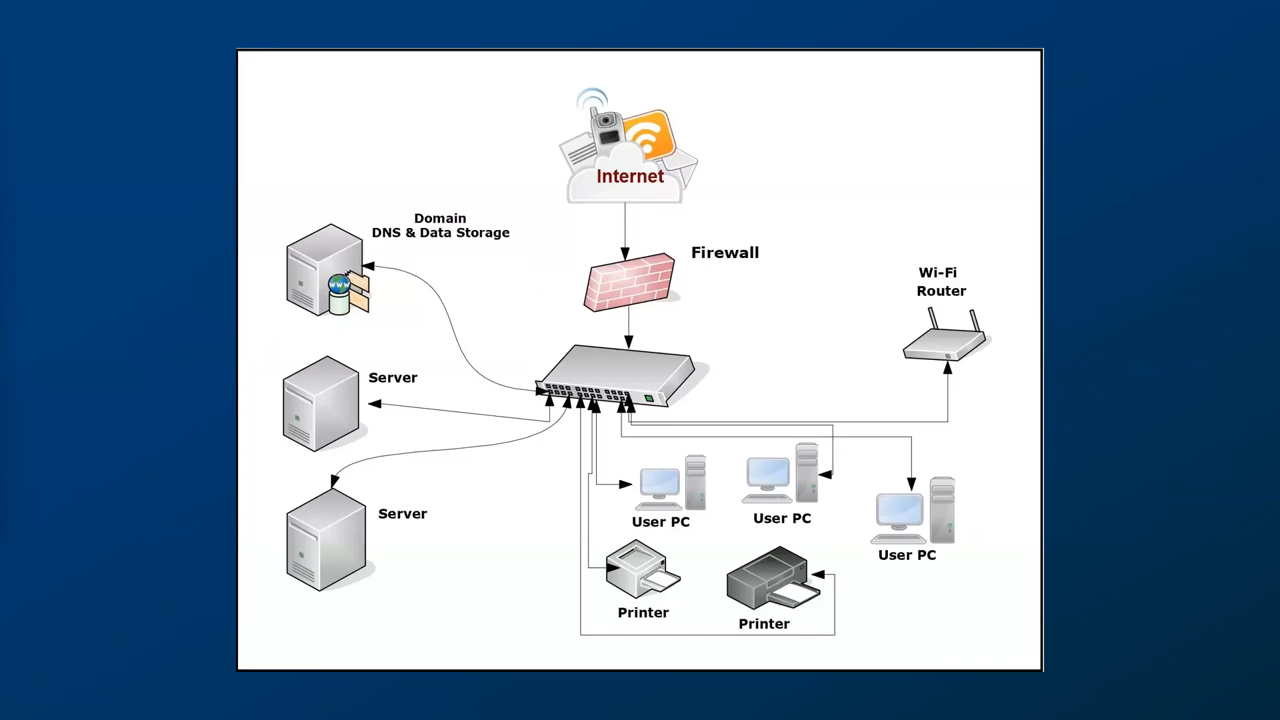 Internet
Domain
DNS & Data Storage
Firewall
Wi-Fi
Router
Server
Server
User PC
User PC
User PC
Printer
Printer
WWW